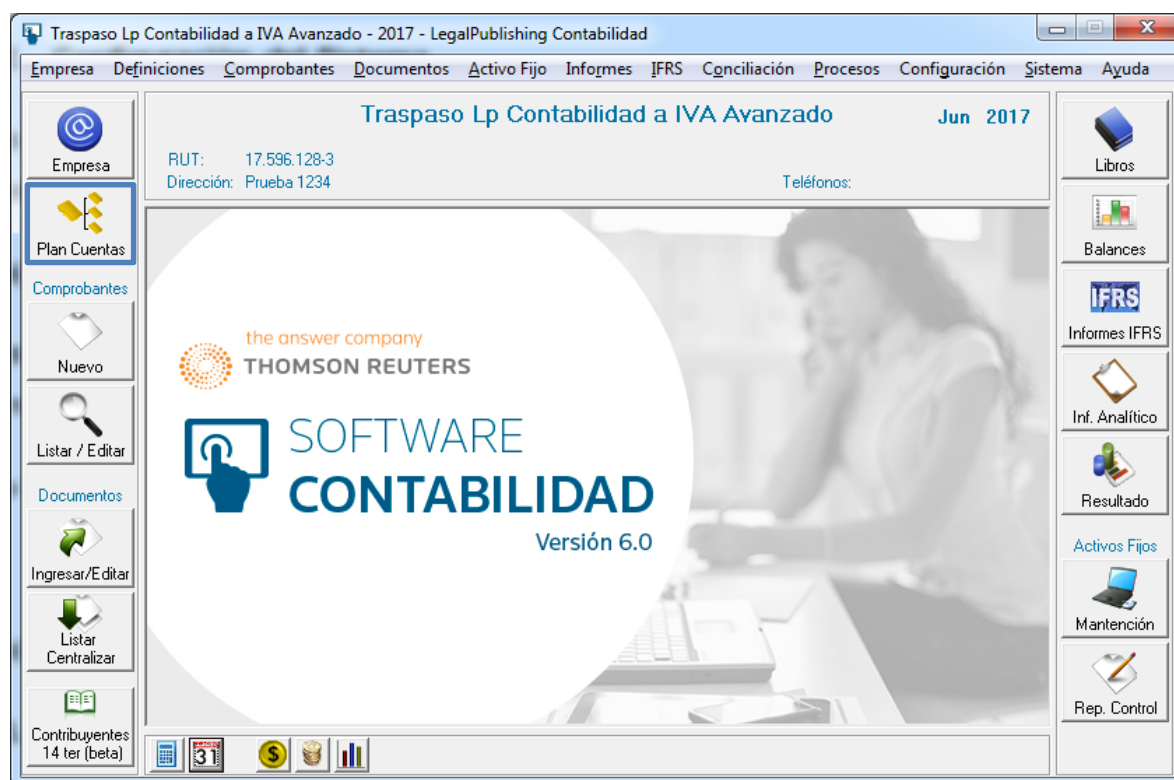 Traspaso Lp Contabilidad a IVA Avanzado - 2017 - LegalPublishing Contabilidad
Empresa Definiciones Comprobantes Documentos Activo Fijo Informes IFRS Conciliación Procesos Configuración Sistema Ayuda
Traspaso Lp Contabilidad a IVA Avanzado Jun 2017
RUT: 17.596.128-3
Dirección: Prueba 1234 Teléfonos:
Empresa
Plan Cuentas
Comprobantes
Nuevo
Listar / Editar
Documentos
Ingresar/Editar
Listar
Centralizar
Contribuyentes
14 ter (beta)
the answer company
THOMSON REUTERS
SOFTWARE
CONTABILIDAD
Versión 6.0
31
$
Libros
Balances
IFRS
Informes IFRS
Inf. Analítico
Resultado
Activos Fijos
Mantención
Rep. Control